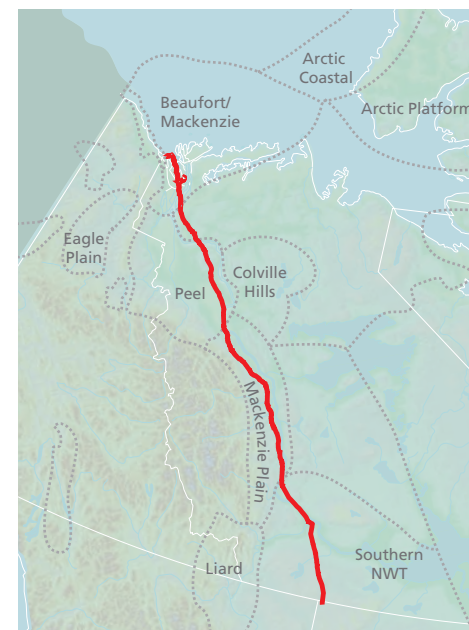 Arctic
Coastal
Beaufort/
Mackenzie
Arctic Platform
Eagle
Plain
Colville
Hills
Peel
Mackenzie Plain
Southern
NWT
Liard